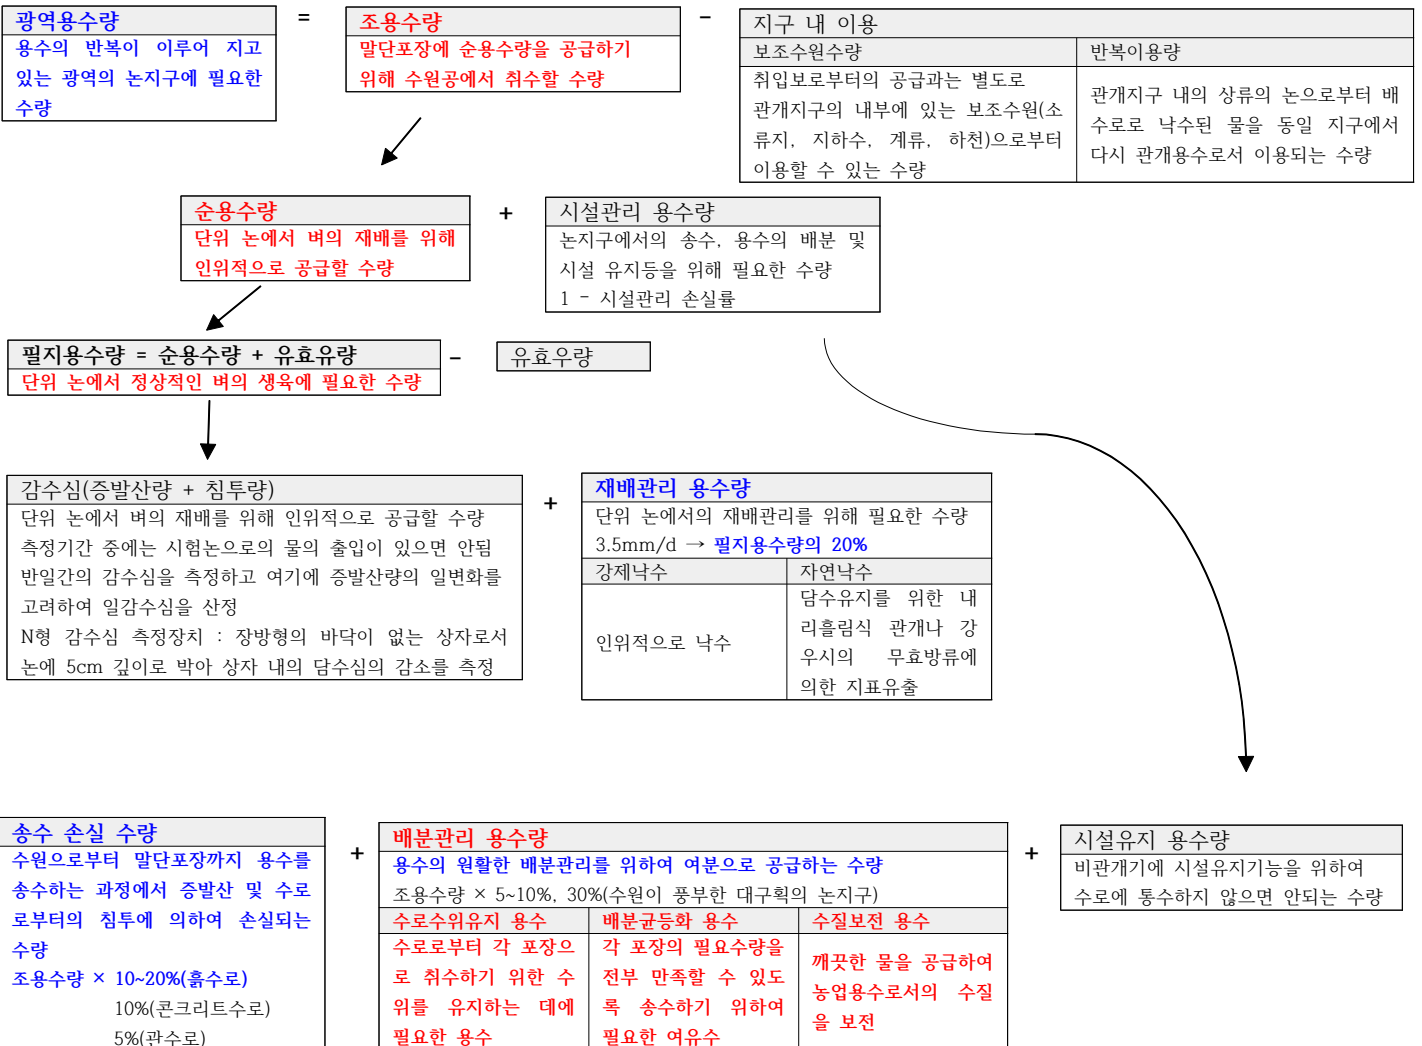 광역용수량
용수의 반복이 이루어 지고
있는 광역의 논지구에 필요한
수량
=
조용수량
말단포장에 순용수량을 공급하기
위해 수원공에서 취수할 수량
-
지구 내 이용
보조수원수량
취입보로부터의 공급과는 별도로
관개지구의 내부에 있는 보조수원(소
류지, 지하수, 계류, 하천)으로부터
이용할 수 있는 수량
반복이용량
관개지구 내의 상류의 논으로부터 배
수로로 낙수된 물을 동일 지구에서
다시 관개용수로서 이용되는 수량
순용수량
단위 논에서 벼의 재배를 위해
인위적으로 공급할 수량
+
시설관리 용수량
논지구에서의 송수, 용수의 배분 및
시설 유지등을 위해 필요한 수량
1 - 시설관리 손실률
필지용수량 = 순용수량 + 유효유량
단위 논에서 정상적인 벼의 생육에 필요한 수량
-
유효우량
감수심(증발산량 + 침투량)
단위 논에서 벼의 재배를 위해 인위적으로 공급할 수량
측정기간 중에는 시험논으로의 물의 출입이 있으면 안됨
반일간의 감수심을 측정하고 여기에 증발산량의 일변화를
고려하여 일감수심을 산정
N형 감수심 측정장치 : 장방형의 바닥이 없는 상자로서
논에 5cm 깊이로 박아 상자 내의 담수심의 감소를 측정
+
재배관리 용수량
단위 논에서의 재배관리를 위해 필요한 수량
3.5mm/d → 필지용수량의 20%
강제낙수
인위적으로 낙수
자연낙수
담수유지를 위한 내
리흘림식 관개나 강
우시의 무효방류에
의한 지표유출
송수 손실 수량
수원으로부터 말단포장까지 용수를
송수하는 과정에서 증발산 및 수로
로부터의 침투에 의하여 손실되는
수량
조용수량 × 10~20%(흙수로)
10%(콘크리트수로)
5%(관수로)
+
배분관리 용수량
용수의 원활한 배분관리를 위하여 여분으로 공급하는 수량
조용수량 × 5~10%, 30%(수원이 풍부한 대구획의 논지구)
수로수위유지 용수
수로로부터 각 포장으
로 취수하기 위한 수
위를 유지하는 데에
필요한 용수
배분균등화 용수
각 포장의 필요수량을
전부 만족할 수 있도
록 송수하기 위하여
필요한 여유수
수질보전 용수
깨끗한 물을 공급하여
농업용수로서의 수질
을 보전
+
시설유지 용수량
비관개기에 시설유지기능을 위하여
수로에 통수하지 않으면 안되는 수량